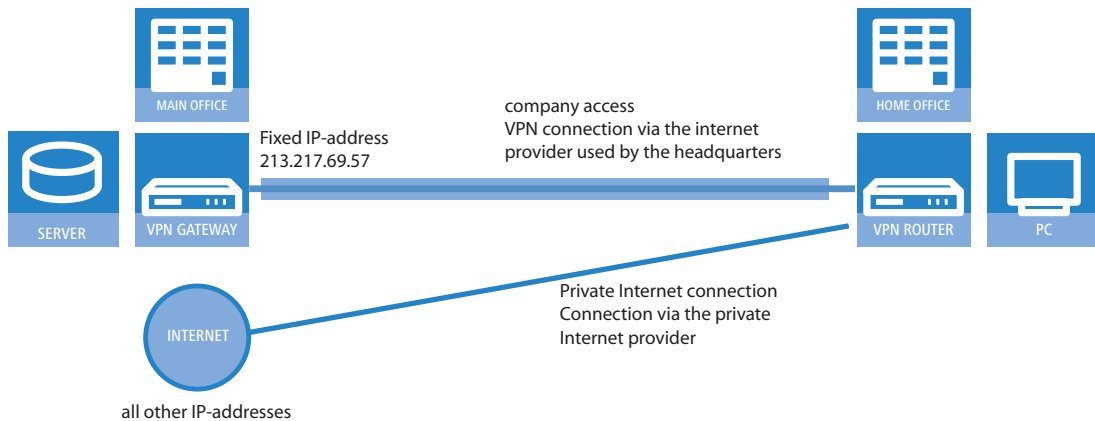 MAIN OFFICE
HOME OFFICE
company access
VPN connection via the internet
provider used by the headquarters
Fixed IP-address
213.217.69.57
SERVER
VPN GATEWAY
VPN ROUTER
PC
Private Internet connection
Connection via the private
Internet provider
INTERNET
all other IP-addresses